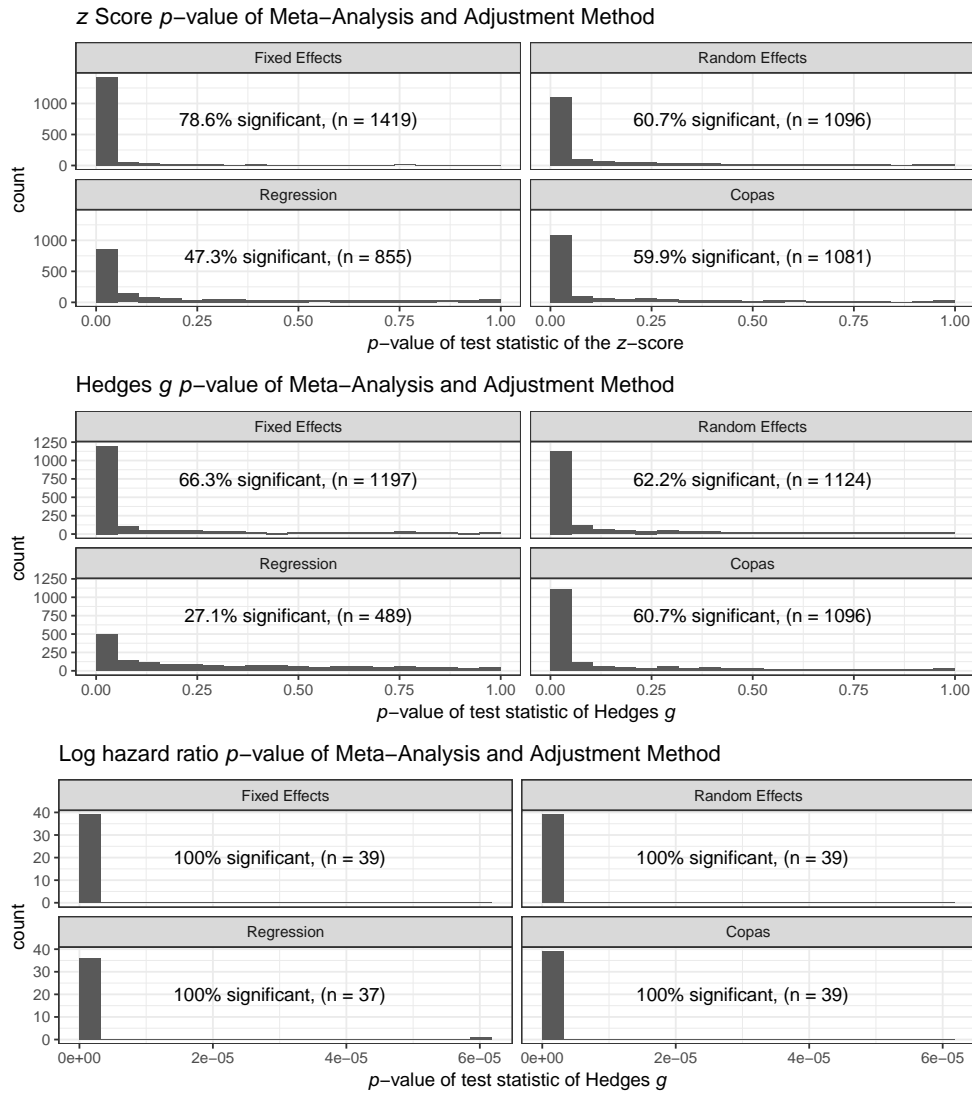 z Score p−value of Meta−Analysis and Adjustment Method
Fixed Effects
Random Effects
1000
500
0
78.6% significant, (n = 1419)
60.7% significant, (n = 1096)
count
Regression
Copas
1000
500
0
47.3% significant, (n = 855)
59.9% significant, (n = 1081)
0.00 0.25 0.50 0.75 1.00
0.00 0.25 0.50 0.75 1.00
p−value of test statistic of the z−score
Hedges g p−value of Meta−Analysis and Adjustment Method
Fixed Effects
Random Effects
1250
1000
750
500
250
0
66.3% significant, (n = 1197)
62.2% significant, (n = 1124)
count
Regression
Copas
1250
1000
750
500
250
0
27.1% significant, (n = 489)
60.7% significant, (n = 1096)
0.00 0.25 0.50 0.75 1.00
0.00 0.25 0.50 0.75 1.00
p−value of test statistic of Hedges g
Log hazard ratio p−value of Meta−Analysis and Adjustment Method
Fixed Effects
Random Effects
40
30
20
10
0
100% significant, (n = 39)
100% significant, (n = 39)
count
Regression
Copas
40
30
20
10
0
100% significant, (n = 37)
100% significant, (n = 39)
0e+00 2e−05 4e−05 6e−05
0e+00 2e−05 4e−05 6e−05
p−value of test statistic of Hedges g